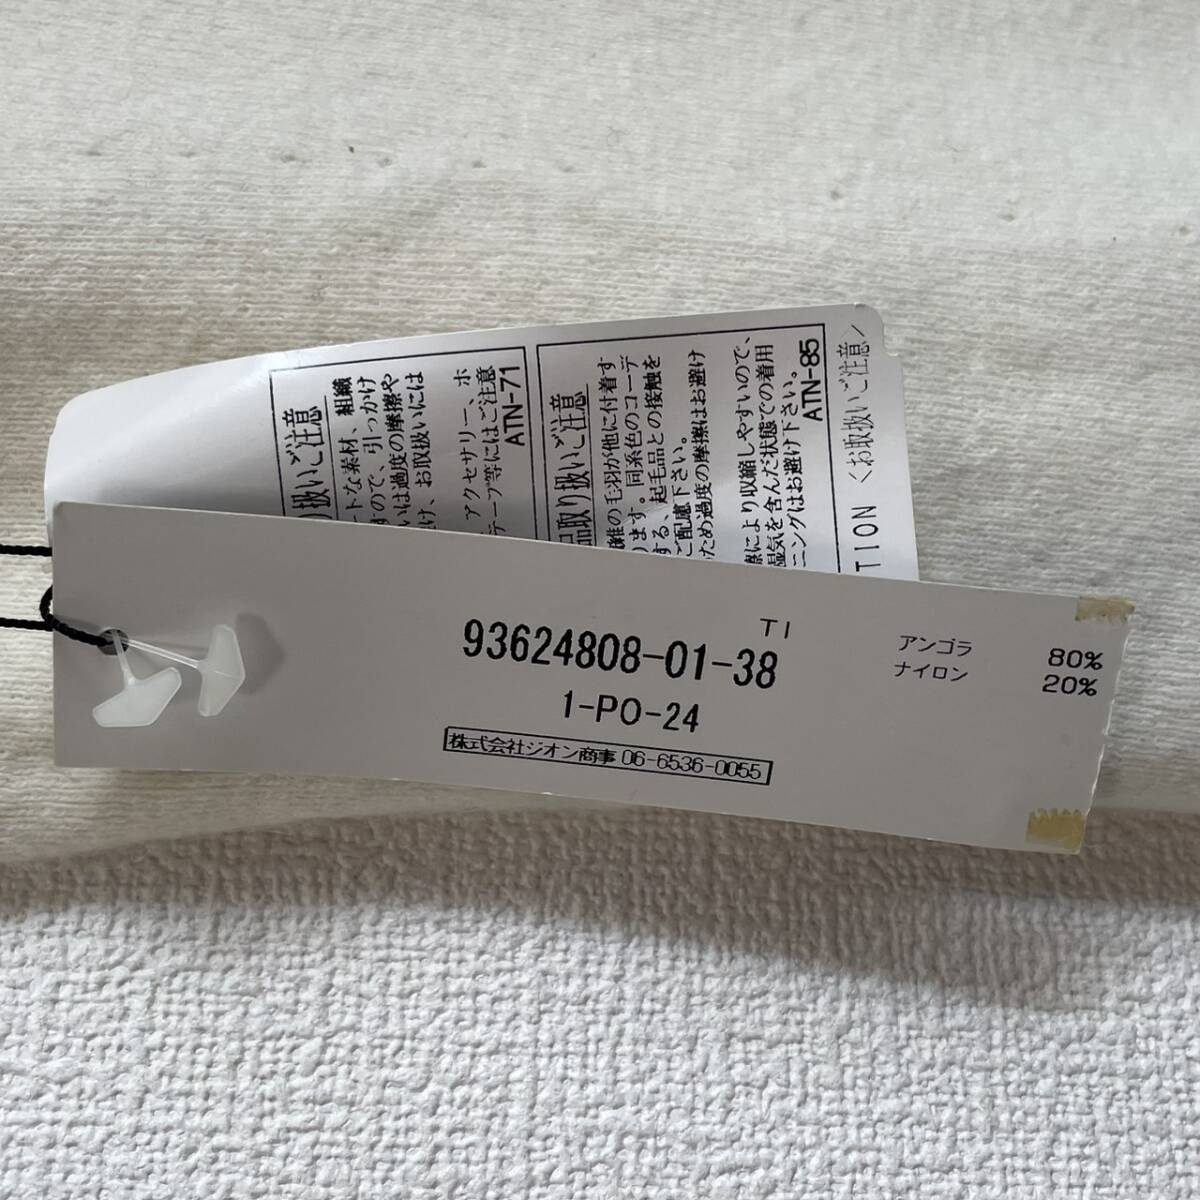 り扱いご注意
ートな素材、組織
すので、引っかけ
いは過度の摩擦や
け、お取扱いには
アクセサリー、ホ
テープ等にはご注意
ATN-71
品取り扱いご注意
繊維の毛羽が他に付着す
ります。同系色のコーデ
する、起毛品との接触を
ご配慮下さい。
ため過度の摩擦はお避け
擦により収縮しやすいので、
湿気を含んだ状態での着用
ニングはお避け下さい。
ATN-85
TION <お取扱いご注意>
TI
93624808-01-38
1-PO-24
株式会社ジオン商事 06-6536-0055
アンゴラ 80%
ナイロン 20%